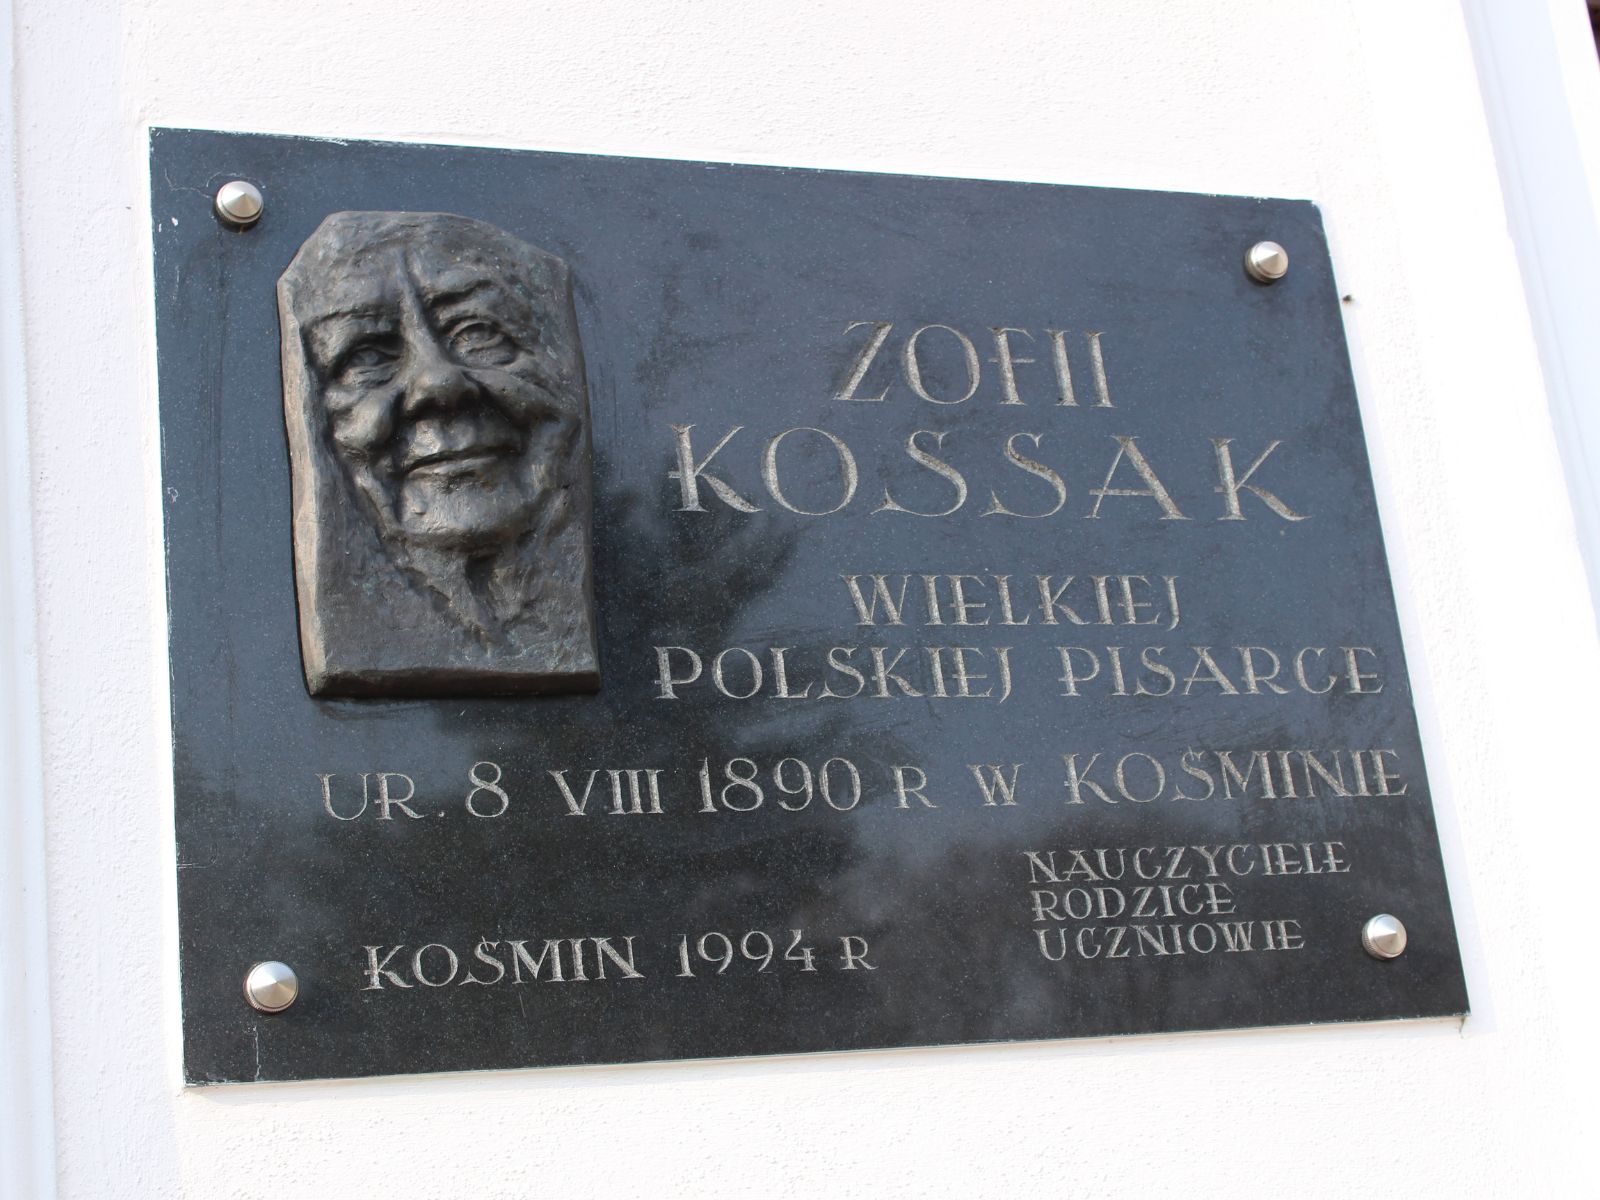 ZOFII
KOSSAK
WIELKIEJ
POLSKIEJ PISARCE
UR. 8 VIII 1890 R W KOŚMINIE
NAUCZYCIELE
RODZICE
UCZNIOWIE
KOŚMIN 1994 R